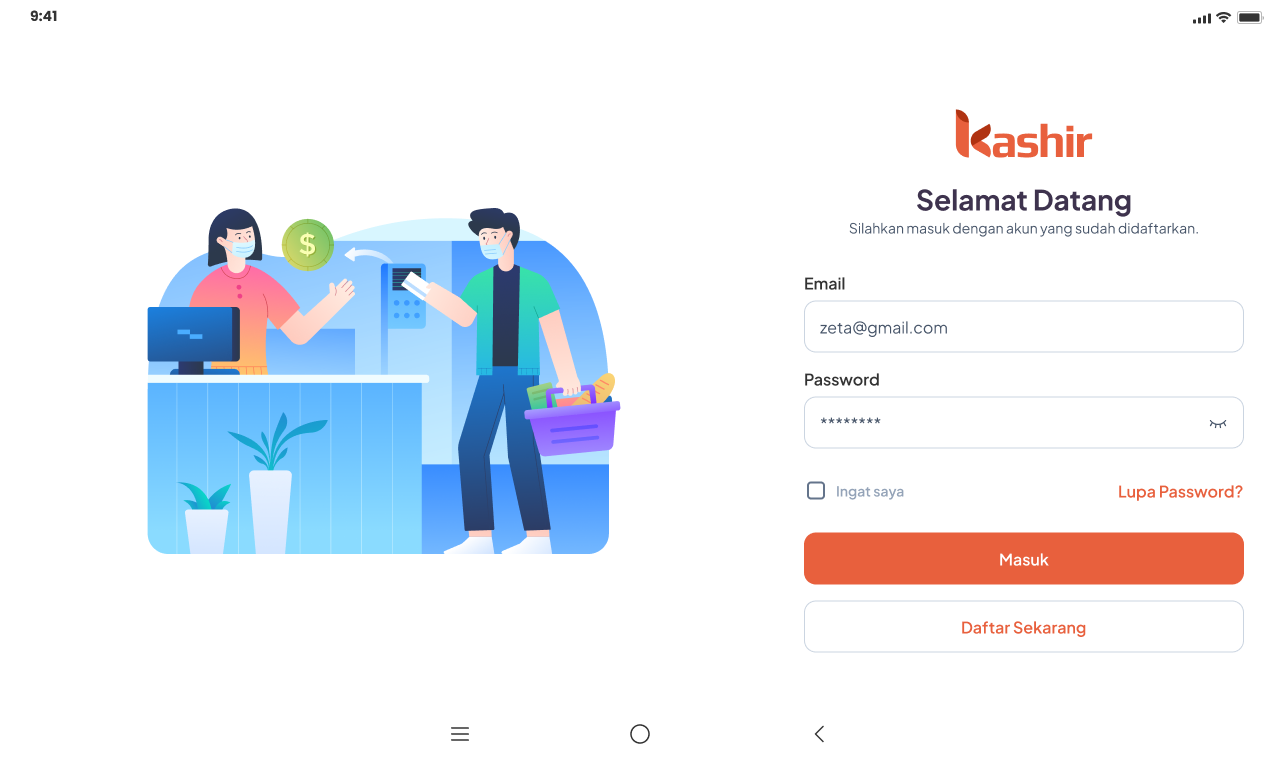 9:41
kashir
Selamat Datang
Silahkan masuk dengan akun yang sudah didaftarkan.
$
Email
zeta@gmail.com
Password
********
Ingat saya
Lupa Password?
Masuk
Daftar Sekarang